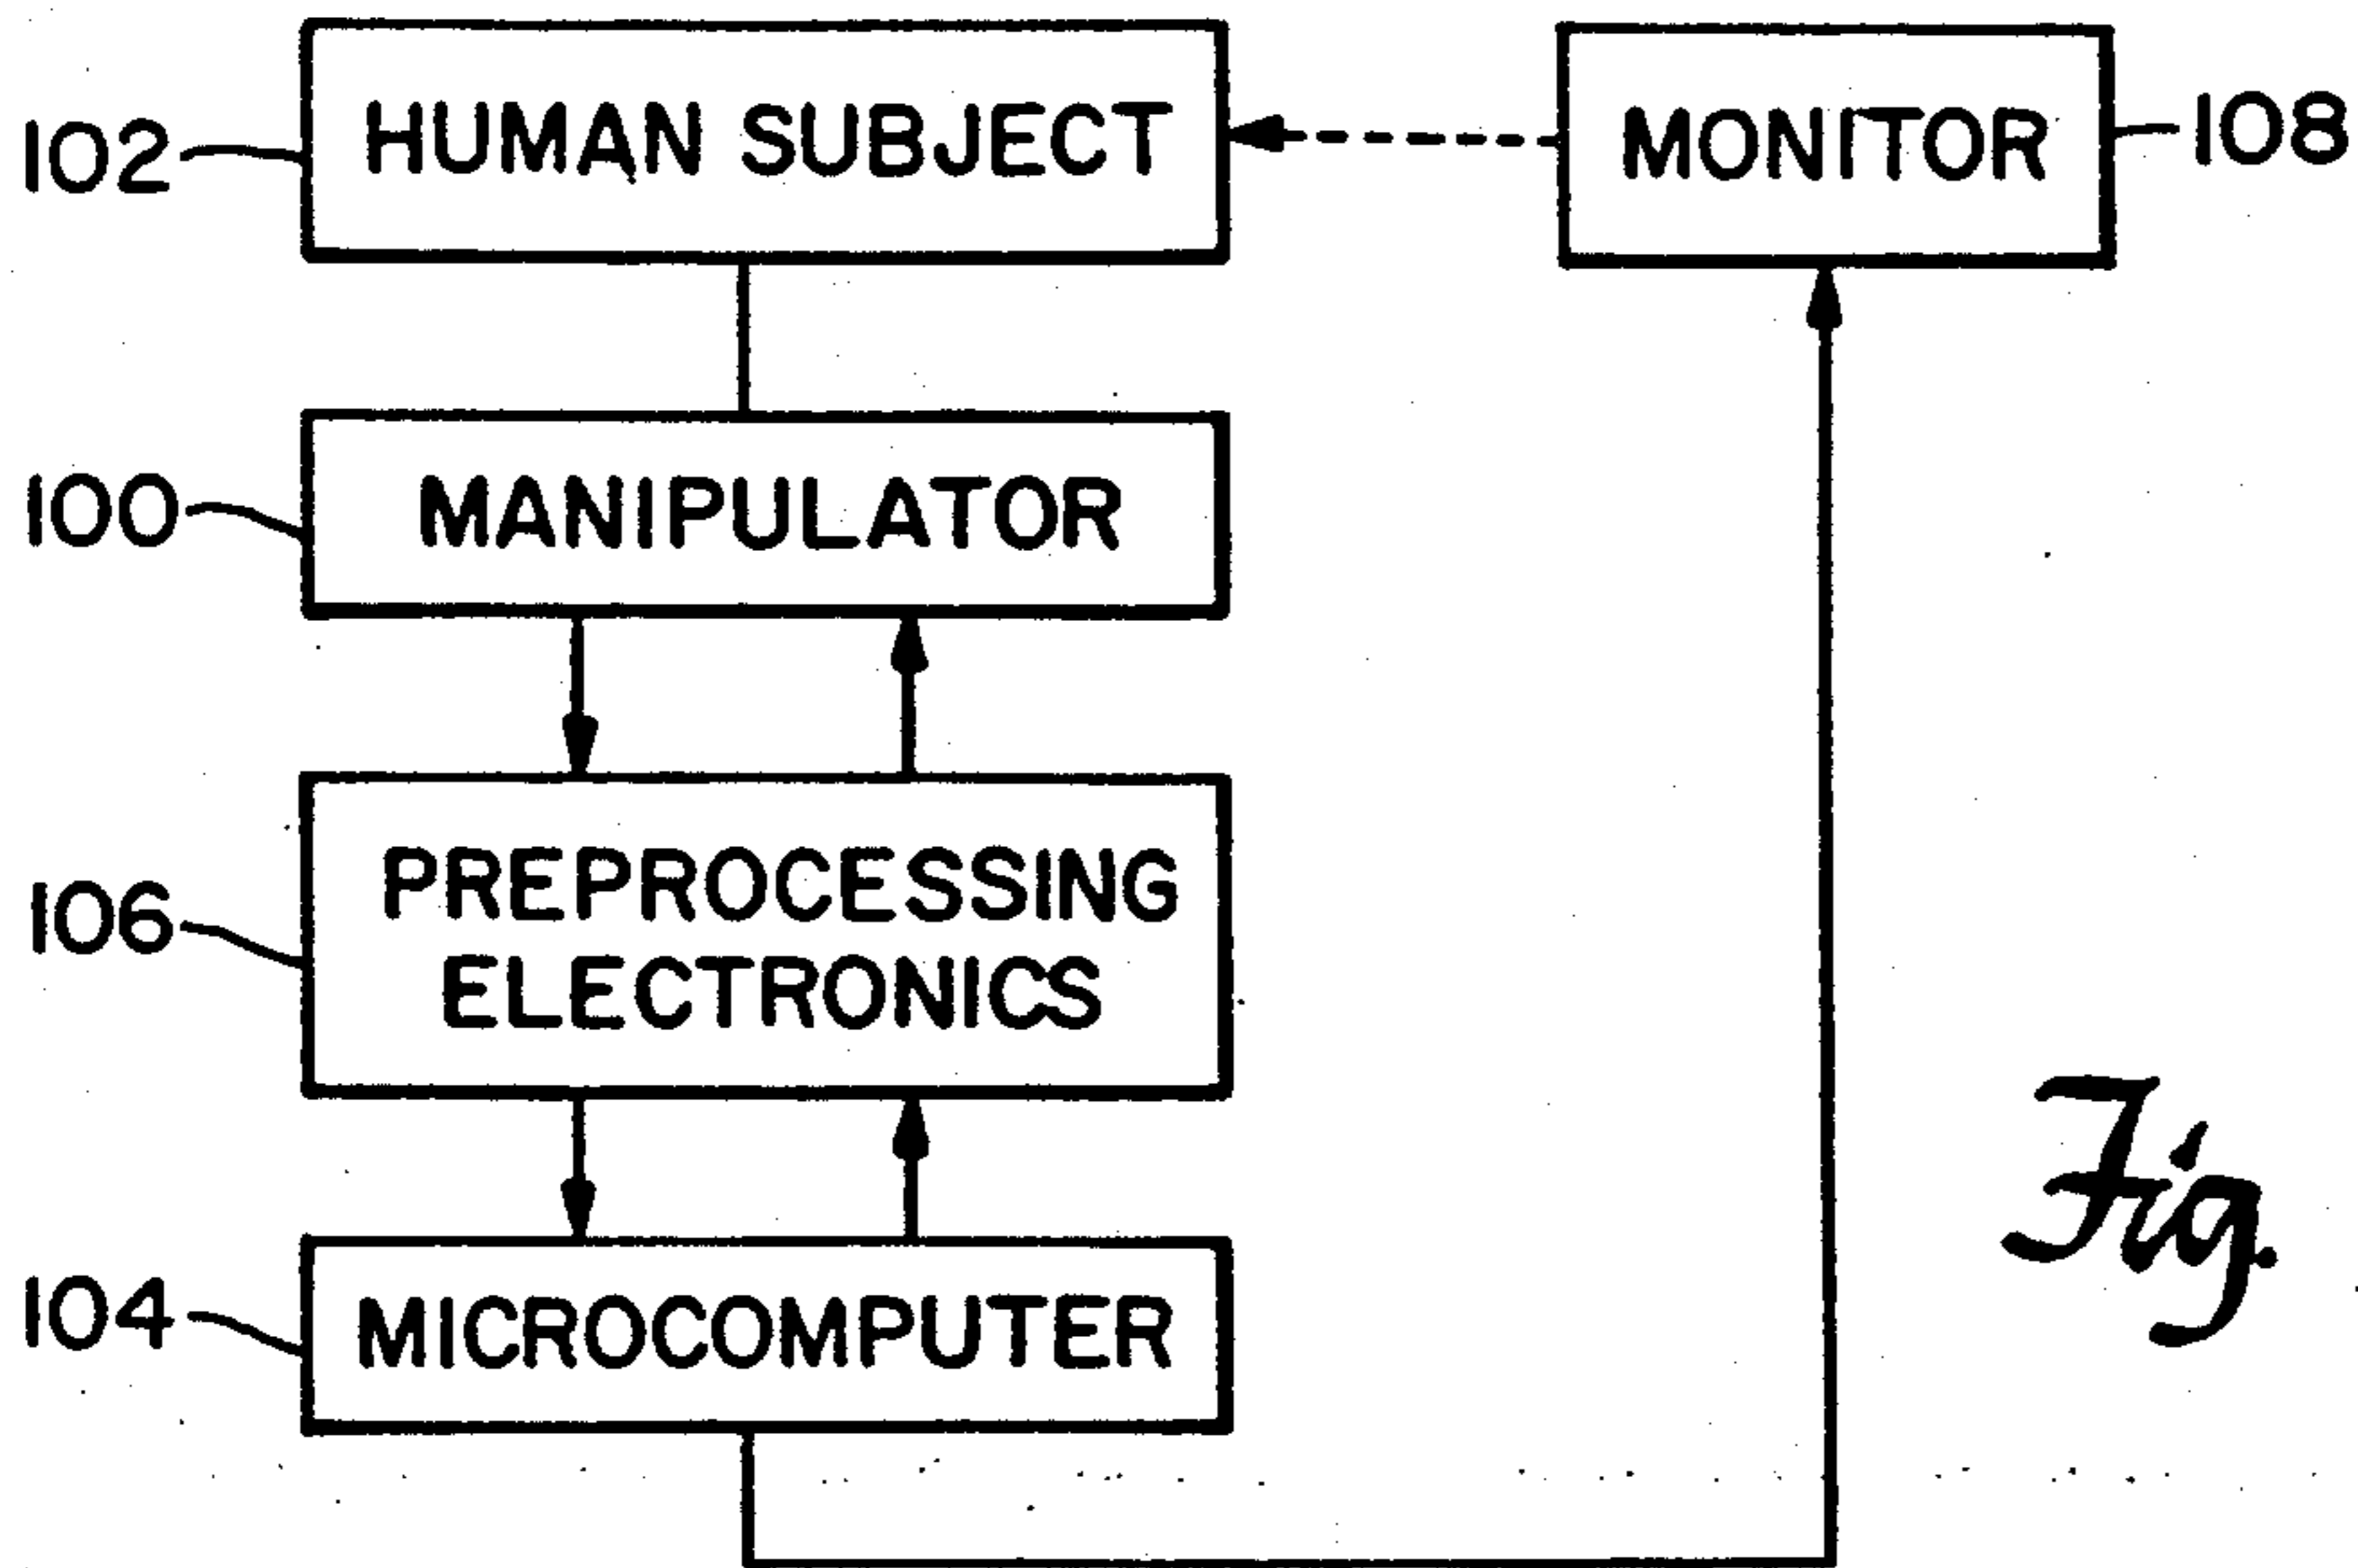 102
HUMAN SUBJECT
MONITOR
108
100
MANIPULATOR
106
PREPROCESSING
ELECTRONICS
104
MICROCOMPUTER
Fig.